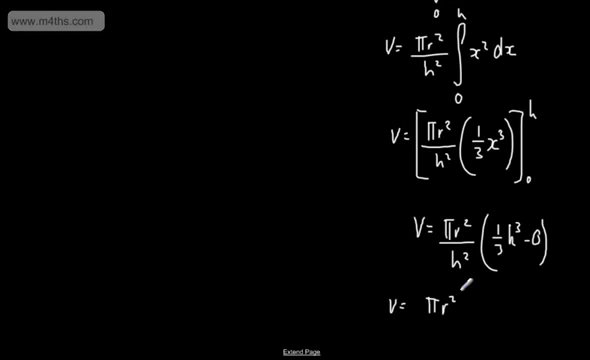 www.m4ths.com
0 h
V = πr²/h² ∫₀ʰ x² dx
V = [πr²/h² (1/3 x³)]₀ʰ
V = πr²/h² (1/3 h³ - 0)
V = πr²
Extend Page